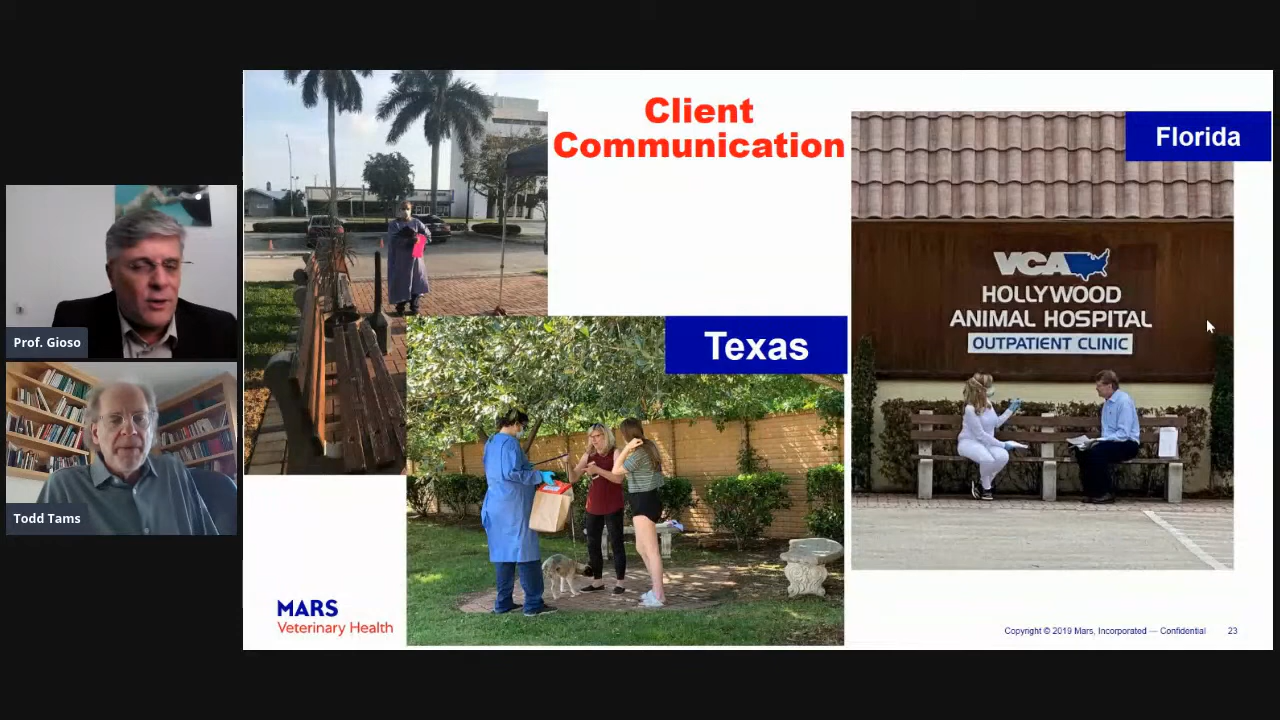 Client
Communication
Florida
Texas
VCA
HOLLYWOOD
ANIMAL HOSPITAL
OUTPATIENT CLINIC
Prof. Gioso
Todd Tams
MARS
Veterinary Health
Copyright © 2019 Mars, Incorporated — Confidential 23